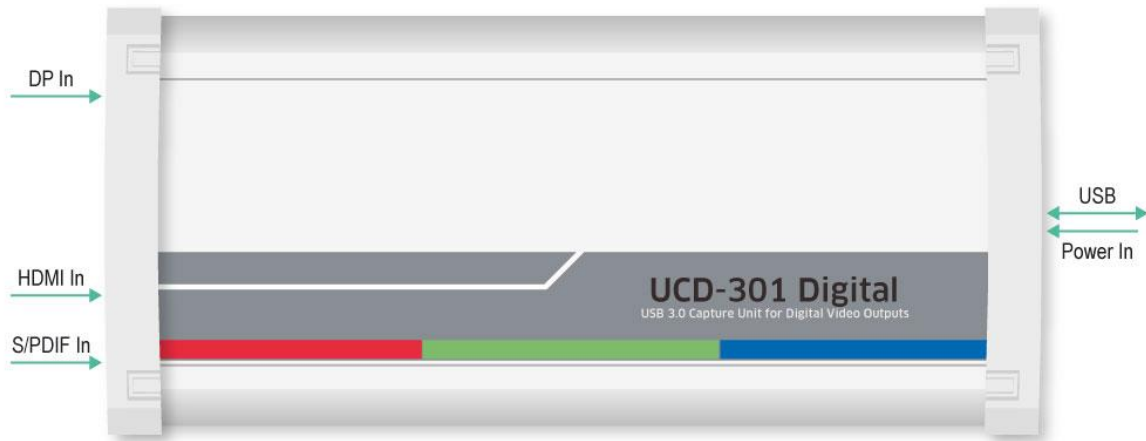 DP In
HDMI In
S/PDIF In
UCD-301 Digital
USB 3.0 Capture Unit for Digital Video Outputs
USB
Power In